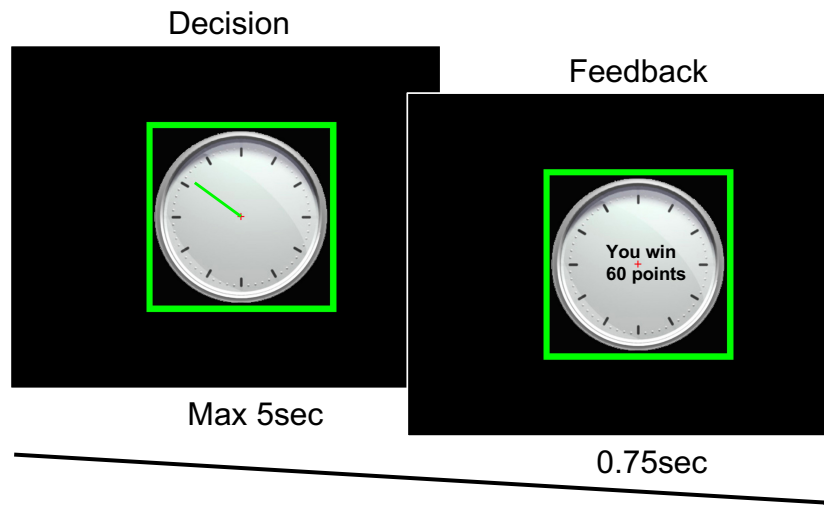 Decision
Feedback
You win
60 points
Max 5sec
0.75sec